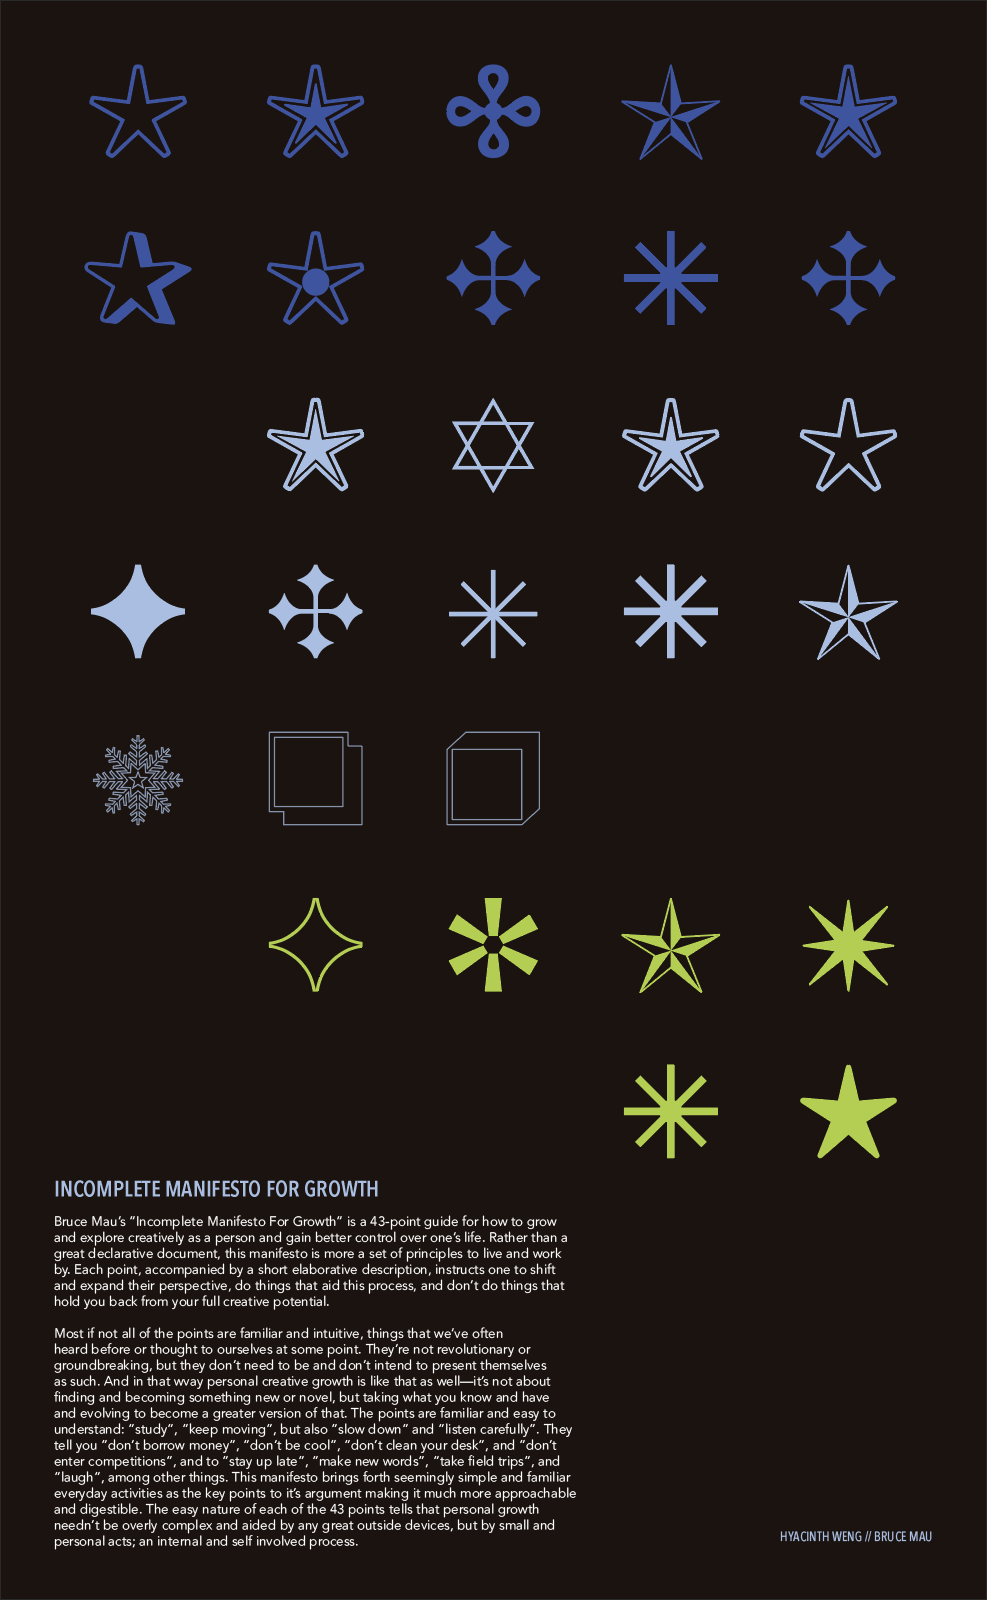 INCOMPLETE MANIFESTO FOR GROWTH
Bruce Mau's "Incomplete Manifesto For Growth" is a 43-point guide for how to grow
and explore creatively as a person and gain better control over one's life. Rather than a
great declarative document, this manifesto is more a set of principles to live and work
by. Each point, accompanied by a short elaborative description, instructs one to shift
and expand their perspective, do things that aid this process, and don't do things that
hold you back from your full creative potential.
Most if not all of the points are familiar and intuitive, things that we've often
heard before or thought to ourselves at some point. They're not revolutionary or
groundbreaking, but they don't need to be and don't intend to present themselves
as such. And in that wway personal creative growth is like that as well—it's not about
finding and becoming something new or novel, but taking what you know and have
and evolving to become a greater version of that. The points are familiar and easy to
understand: "study", "keep moving", but also "slow down" and "listen carefully". They
tell you "don't borrow money", "don't be cool", "don't clean your desk", and "don't
enter competitions", and to "stay up late", "make new words", "take field trips", and
"laugh", among other things. This manifesto brings forth seemingly simple and familiar
everyday activities as the key points to it's argument making it much more approachable
and digestible. The easy nature of each of the 43 points tells that personal growth
needn't be overly complex and aided by any great outside devices, but by small and
personal acts; an internal and self involved process.
HYACINTH WENG // BRUCE MAU